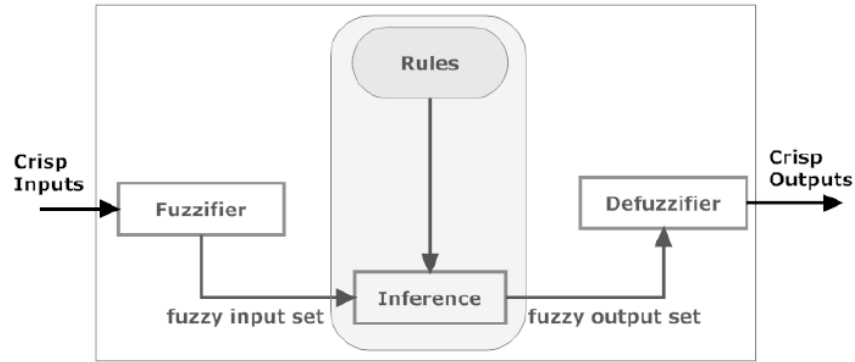 Rules
Crisp
Inputs
Crisp
Outputs
Fuzzifier
Defuzzifier
Inference
fuzzy input set
fuzzy output set